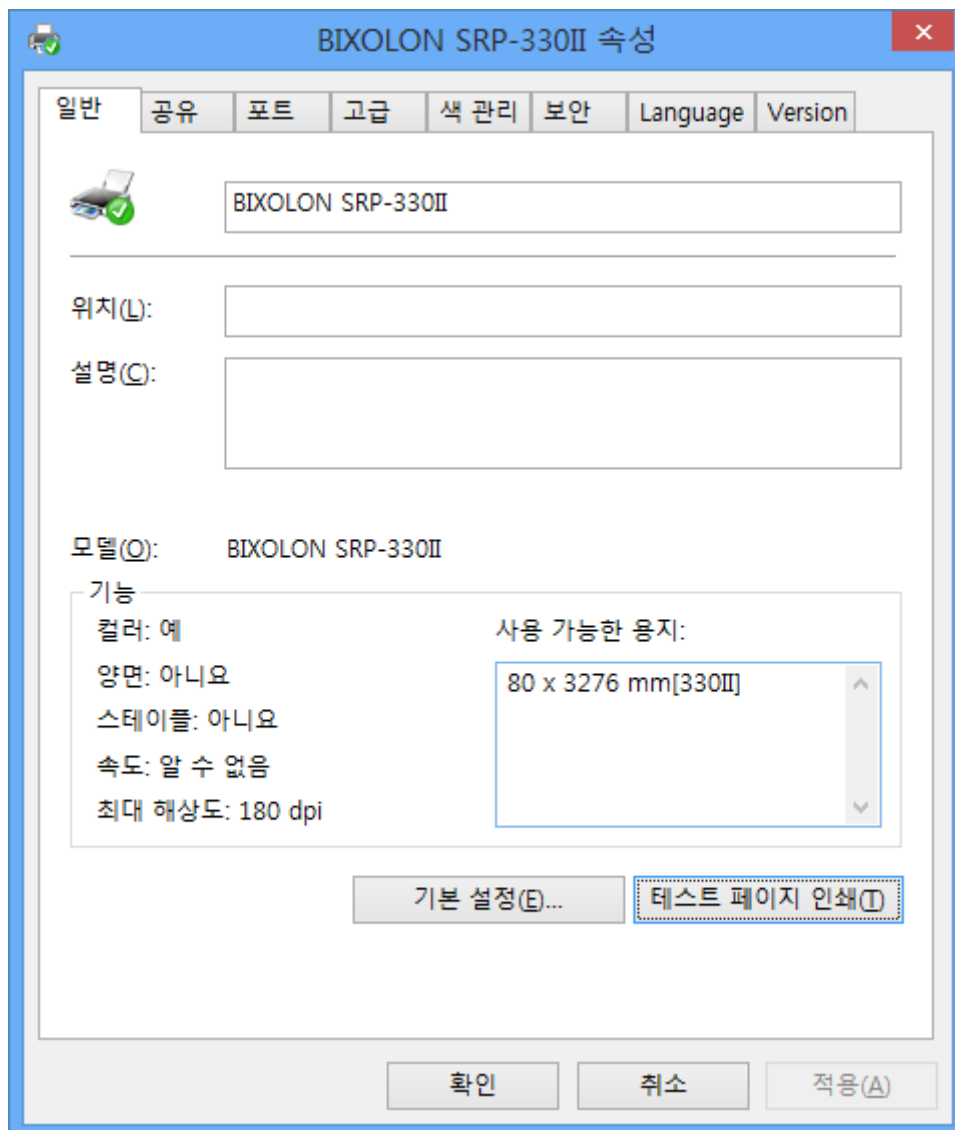 BIXOLON SRP-330II 속성
일반 공유 포트 고급 색 관리 보안 Language Version
BIXOLON SRP-330II
위치(L):
설명(C):
모델(O): BIXOLON SRP-330II
기능
컬러: 예
사용 가능한 용지:
양면: 아니요
80 x 3276 mm[330II]
스테이플: 아니요
속도: 알 수 없음
최대 해상도: 180 dpi
기본 설정(E)... 테스트 페이지 인쇄(T)
확인 취소 적용(A)